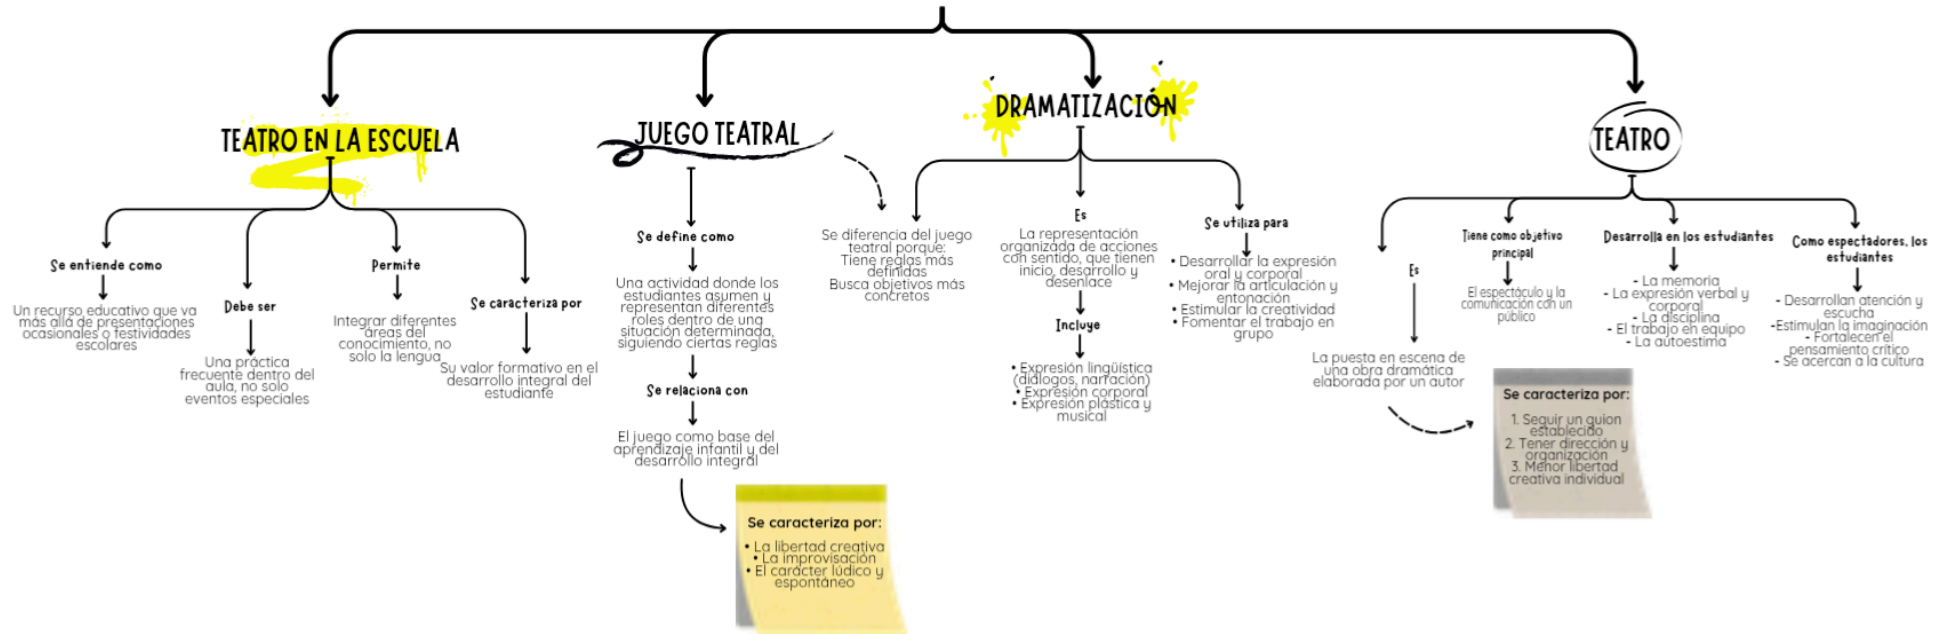 TEATRO EN LA ESCUELA
Se entiende como
Un recurso educativo que va
más allá de presentaciones
ocasionales o festividades
escolares
Debe ser
Una práctica
frecuente dentro del
aula, no solo
eventos especiales
Permite
Integrar diferentes
áreas del
conocimiento, no
solo la lengua
Se caracteriza por
Su valor formativo en el
desarrollo integral del
estudiante
JUEGO TEATRAL
Se define como
Una actividad donde los
estudiantes asumen y
representan diferentes
roles dentro de una
situación determinada,
siguiendo ciertas reglas
Se relaciona con
El juego como base del
aprendizaje infantil y del
desarrollo integral
Se caracteriza por:
• La libertad creativa
• La improvisación
• El carácter lúdico y
espontáneo
DRAMATIZACIÓN
Se diferencia del juego
teatral porque:
Tiene reglas más
definidas
Busca objetivos más
concretos
Es
La representación
organizada de acciones
con sentido, que tienen
inicio, desarrollo y
desenlace
Incluye
• Expresión lingüística
(diálogos, narración)
• Expresión corporal
• Expresión plástica y
musical
Se utiliza para
• Desarrollar la expresión
oral y corporal
• Mejorar la articulación y
entonación
• Estimular la creatividad
• Fomentar el trabajo en
grupo
TEATRO
Es
La puesta en escena de
una obra dramática
elaborada por un autor
Se caracteriza por:
1. Seguir un guion
establecido
2. Tener dirección y
organización
3. Menor libertad
creativa individual
Tiene como objetivo
principal
El espectáculo y la
comunicación con un
público
Desarrolla en los estudiantes
- La memoria
- La expresión verbal y
corporal
- La disciplina
- El trabajo en equipo
- La autoestima
Como espectadores, los
estudiantes
- Desarrollan atención y
escucha
-Estimulan la imaginación
- Fortalecen el
pensamiento crítico
- Se acercan a la cultura